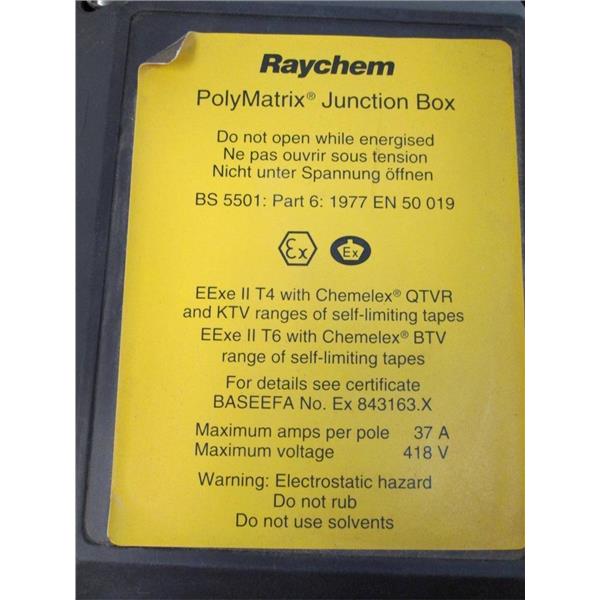 Raychem
PolyMatrix® Junction Box
Do not open while energised
Ne pas ouvrir sous tension
Nicht unter Spannung öffnen
BS 5501: Part 6: 1977 EN 50 019
Ex Ex
EExe II T4 with Chemelex® QTVR
and KTV ranges of self-limiting tapes
EExe II T6 with Chemelex® BTV
range of self-limiting tapes
For details see certificate
BASEEFA No. Ex 843163.X
Maximum amps per pole 37 A
Maximum voltage 418 V
Warning: Electrostatic hazard
Do not rub
Do not use solvents